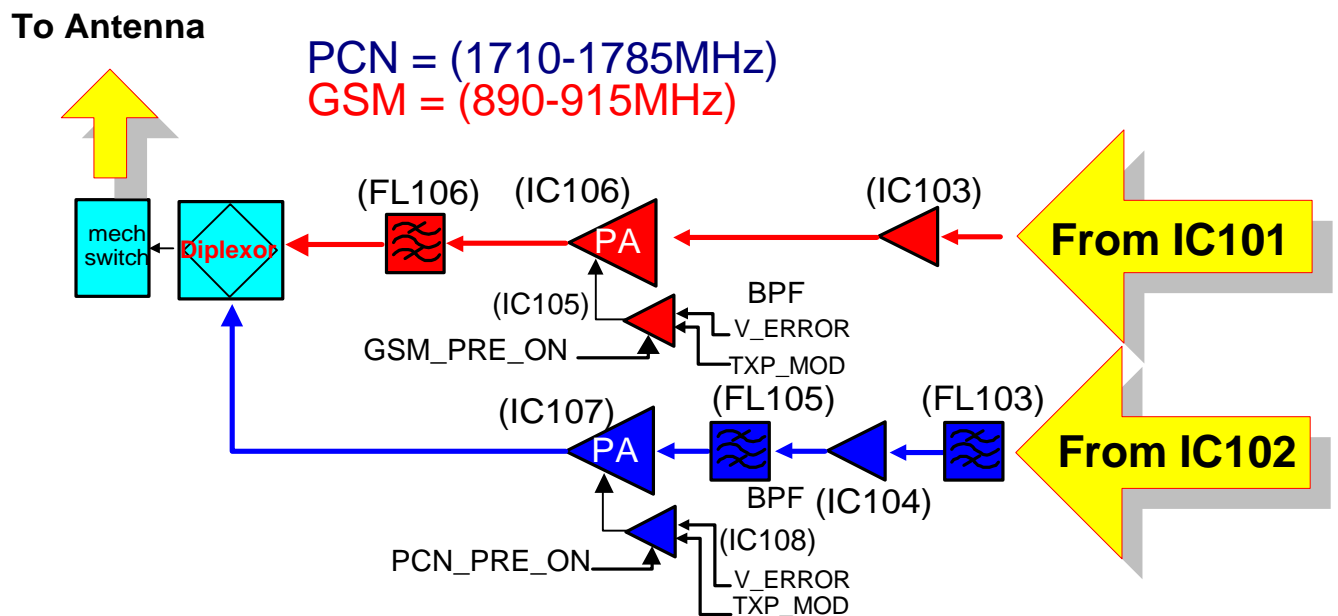 To Antenna
PCN = (1710-1785MHz)
GSM = (890-915MHz)
(FL106)
(IC106)
(IC103)
mech
switch
Diplexor
PA
From IC101
(IC105)
BPF
V_ERROR
GSM_PRE_ON
TXP_MOD
(IC107)
(FL105)
(FL103)
PA
From IC102
BPF
(IC104)
(IC108)
PCN_PRE_ON
V_ERROR
TXP_MOD